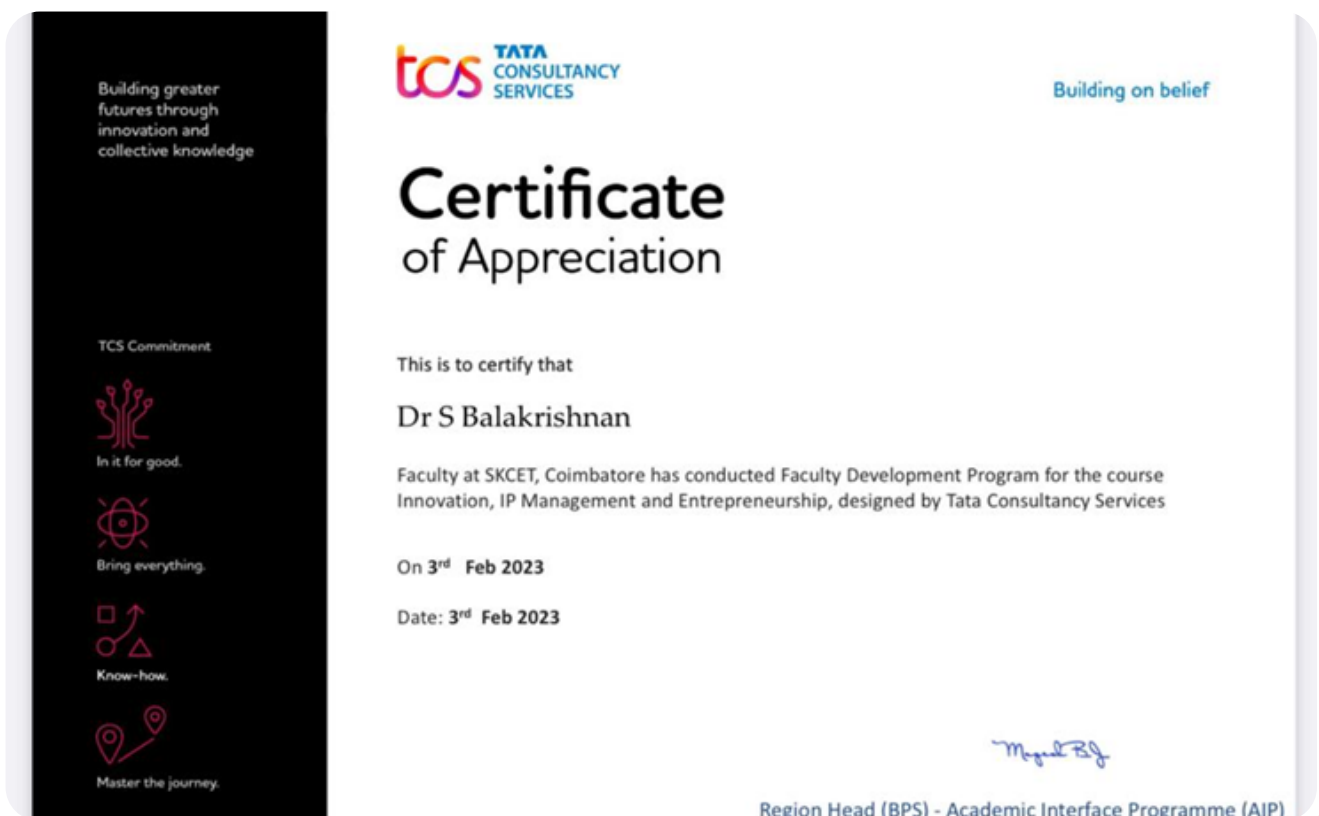 Building greater
futures through
innovation and
collective knowledge
TCS Commitment
In it for good.
Bring everything.
Know-how.
Master the journey.
tcs TATA
CONSULTANCY
SERVICES
Building on belief
Certificate
of Appreciation
This is to certify that
Dr S Balakrishnan
Faculty at SKCET, Coimbatore has conducted Faculty Development Program for the course
Innovation, IP Management and Entrepreneurship, designed by Tata Consultancy Services
On 3rd Feb 2023
Date: 3rd Feb 2023
Region Head (BPS) - Academic Interface Programme (AIP)